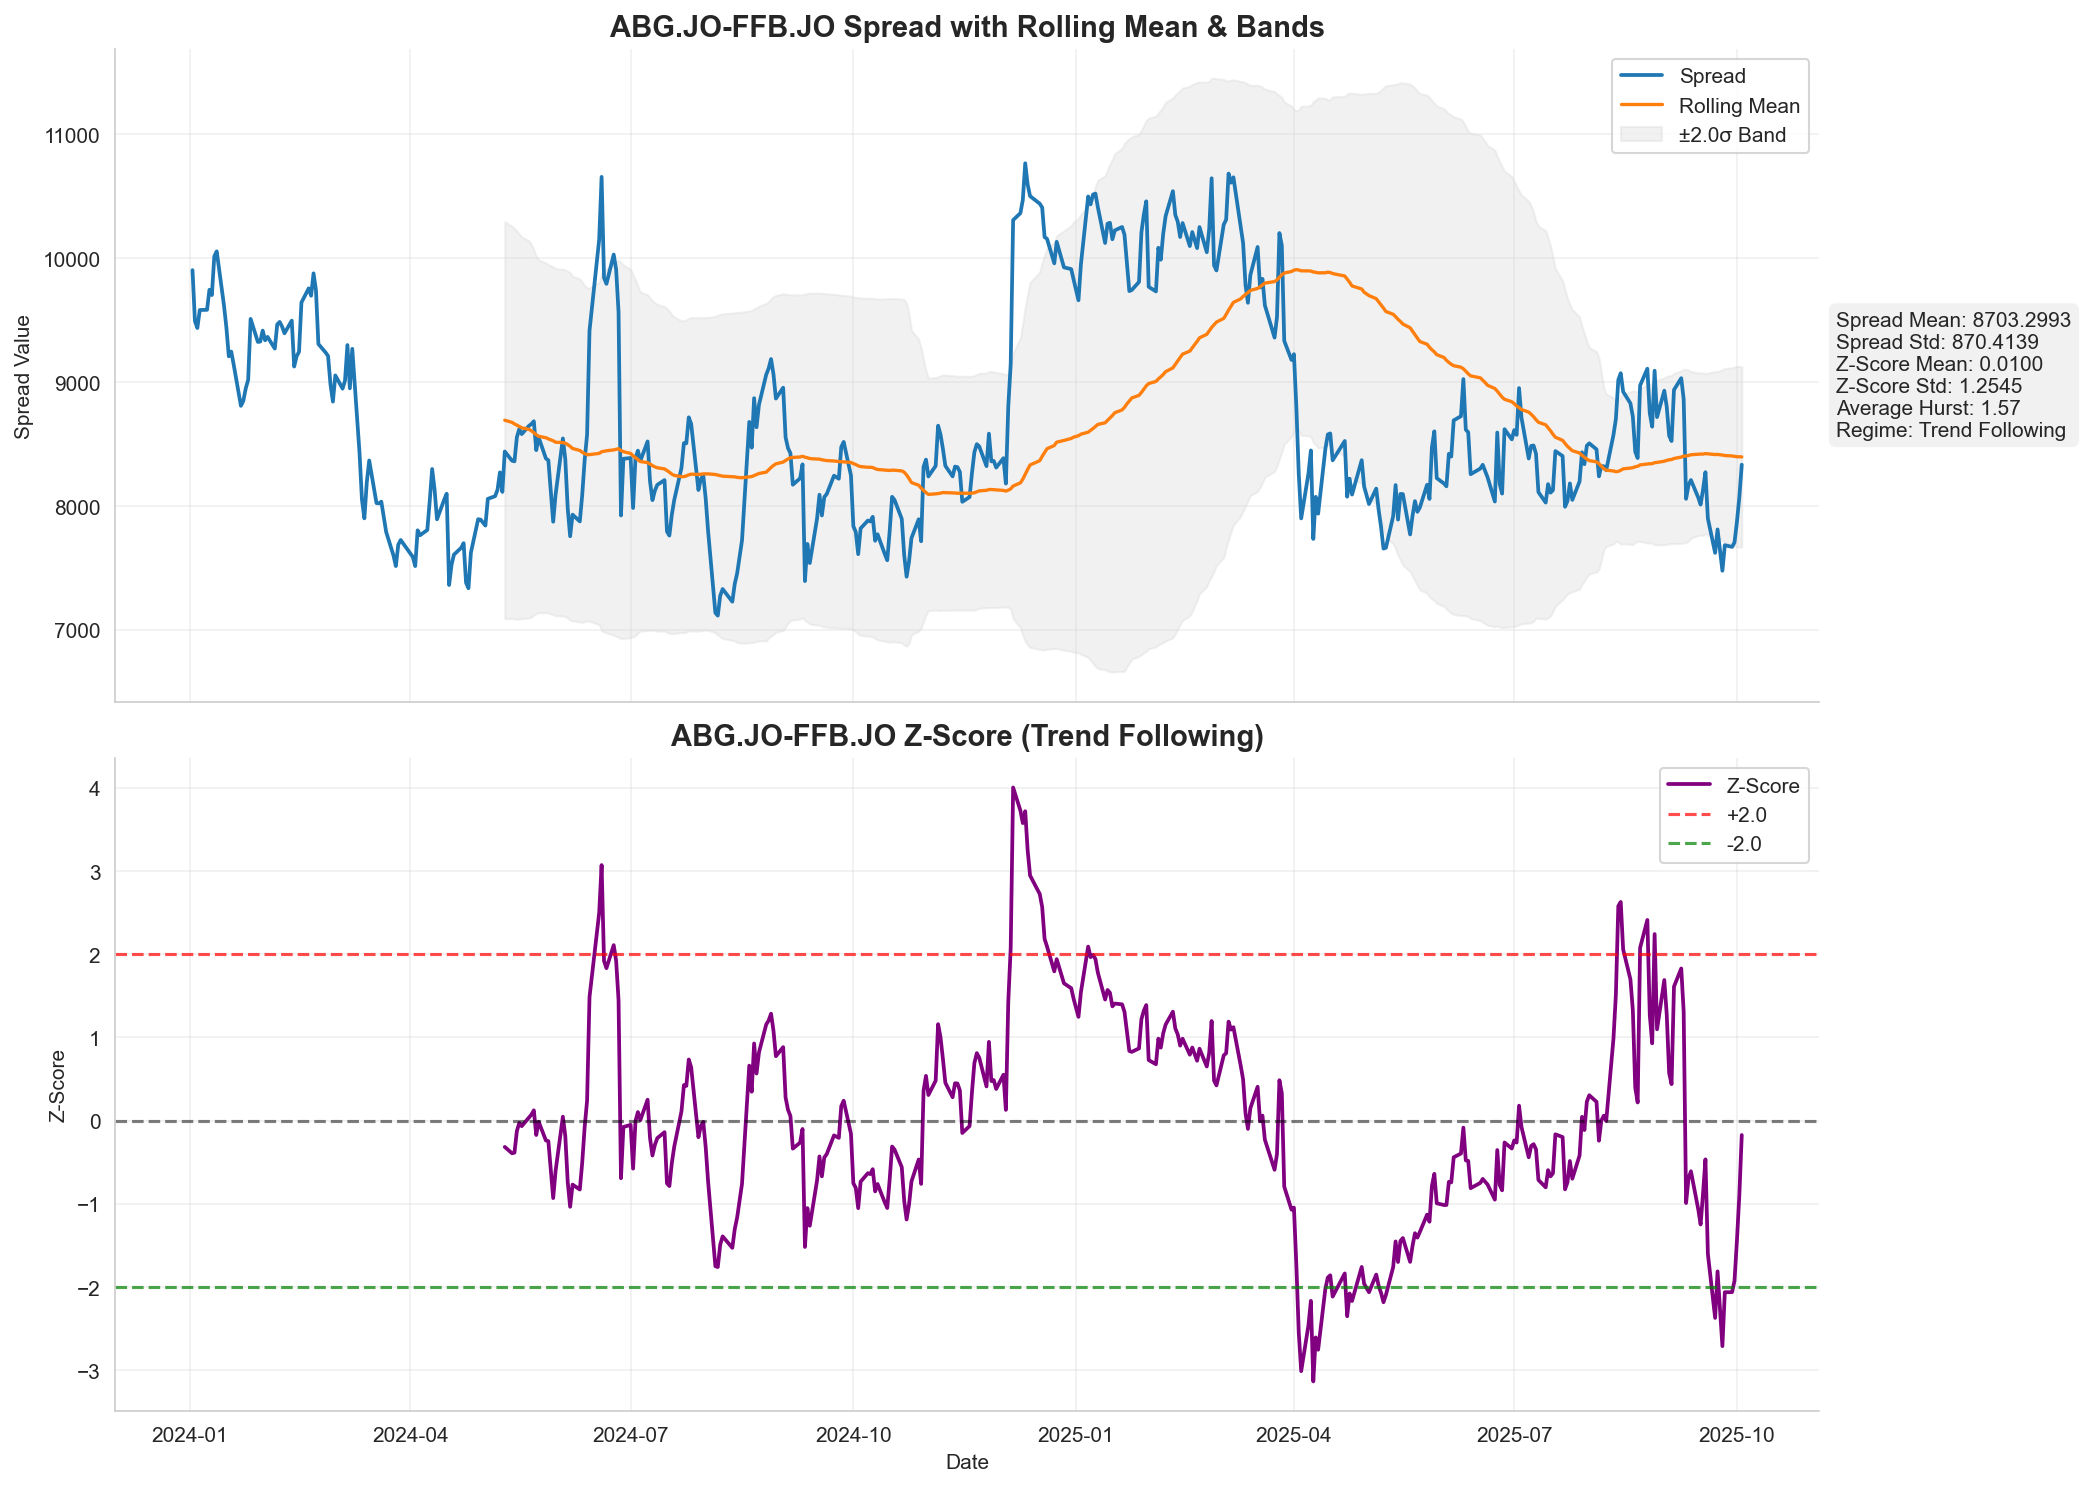 ABG.JO-FFB.JO Spread with Rolling Mean & Bands
Spread Value
11000
10000
9000
8000
7000
Spread
Rolling Mean
±2.0σ Band
Spread Mean: 8703.2993
Spread Std: 870.4139
Z-Score Mean: 0.0100
Z-Score Std: 1.2545
Average Hurst: 1.57
Regime: Trend Following
ABG.JO-FFB.JO Z-Score (Trend Following)
Z-Score
4
3
2
1
0
−1
−2
−3
Z-Score
+2.0
-2.0
2024-01
2024-04
2024-07
2024-10
2025-01
2025-04
2025-07
2025-10
Date